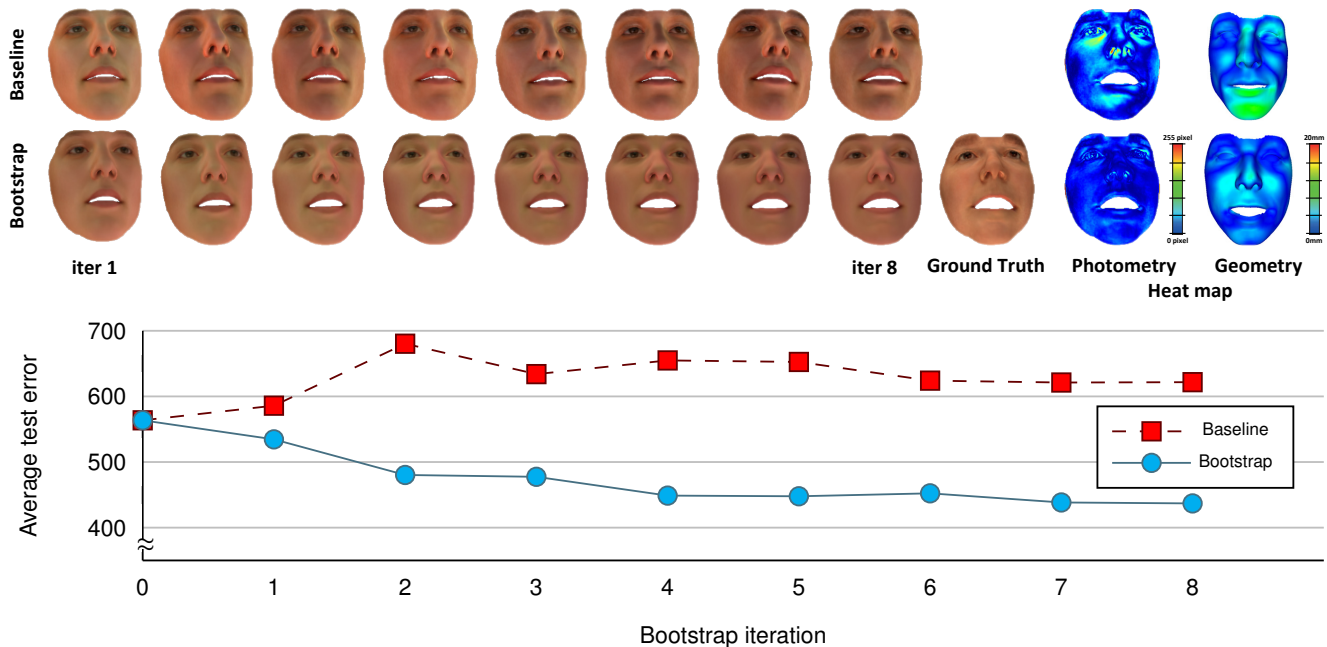 Baseline
Bootstrap
255 pixel
0 pixel
20mm
0mm
iter 1
iter 8
Ground Truth
Photometry
Geometry
Heat map
700
600
500
400
Average test error
Baseline
Bootstrap
0 1 2 3 4 5 6 7 8
Bootstrap iteration